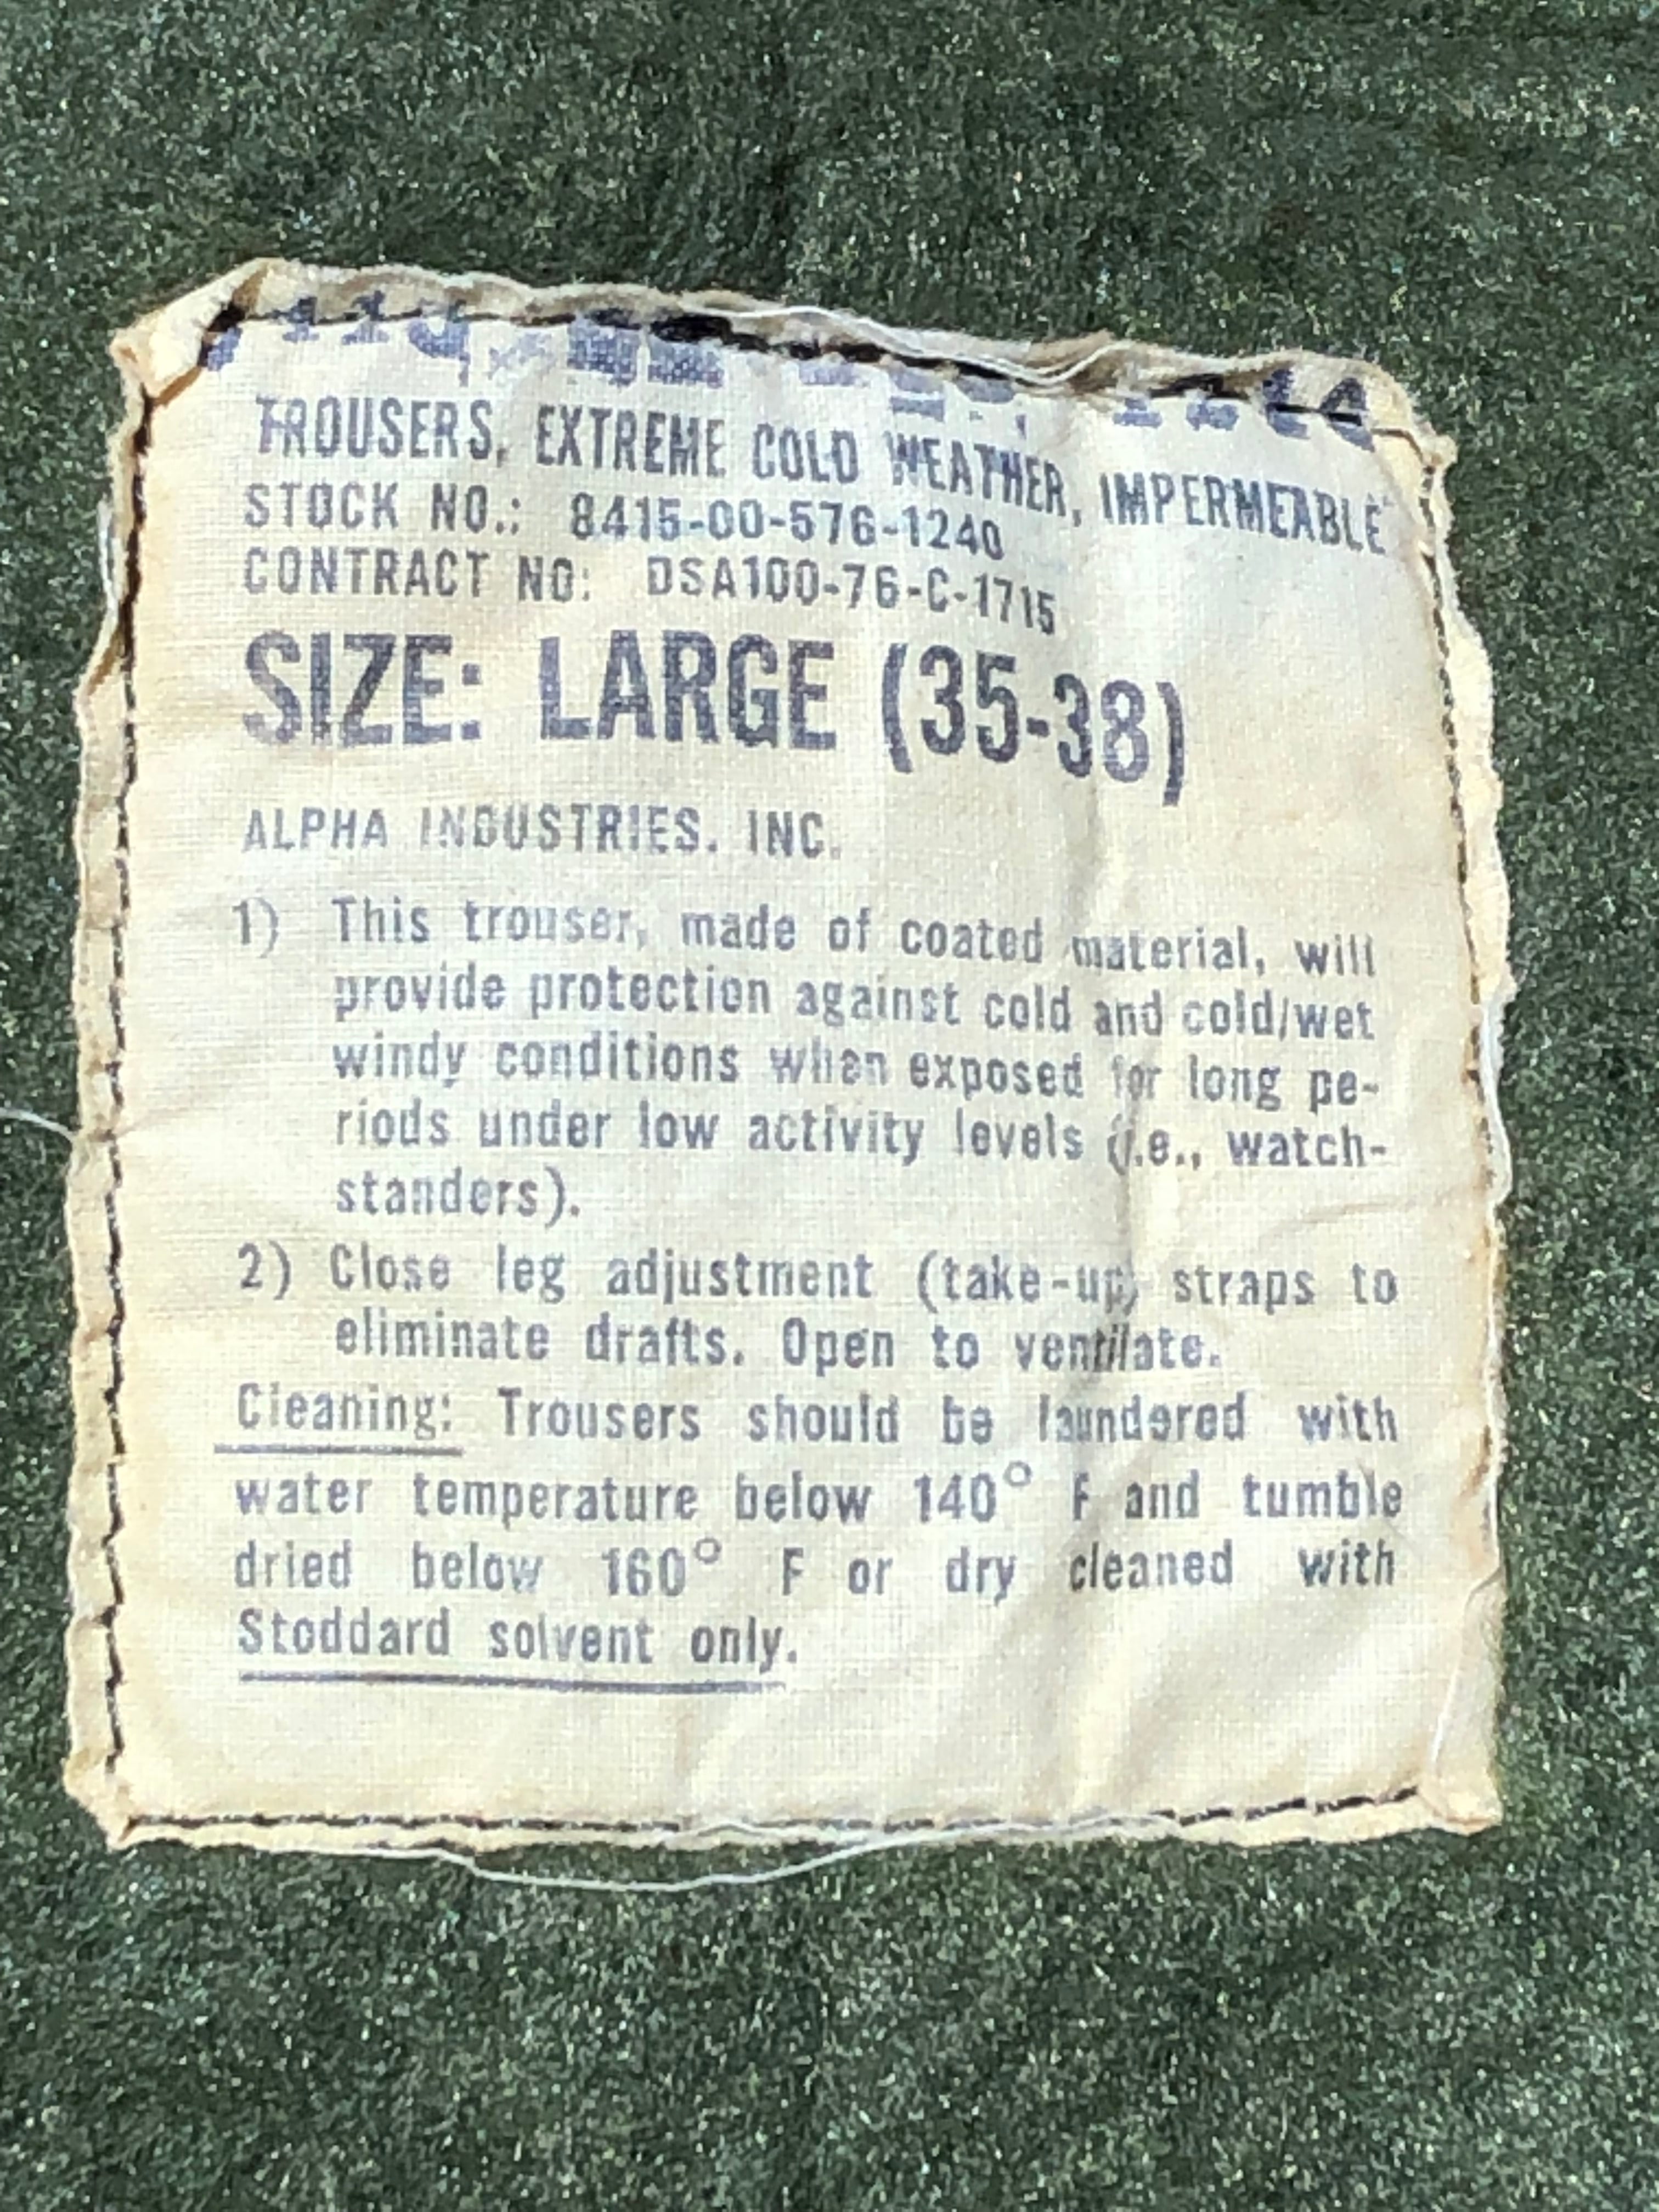 TROUSERS, EXTREME COLD WEATHER, IMPERMEABLE
STOCK NO.: 8415-00-576-1240
CONTRACT NO: DSA100-76-C-1715
SIZE: LARGE (35-38)
ALPHA INDUSTRIES, INC.
1) This trouser, made of coated material, will
provide protection against cold and cold/wet
windy conditions when exposed for long pe-
riods under low activity levels (i.e., watch-
standers).
2) Close leg adjustment (take-up) straps to
eliminate drafts. Open to ventilate.
Cleaning: Trousers should be laundered with
water temperature below 140° F and tumble
dried below 160° F or dry cleaned with
Stoddard solvent only.